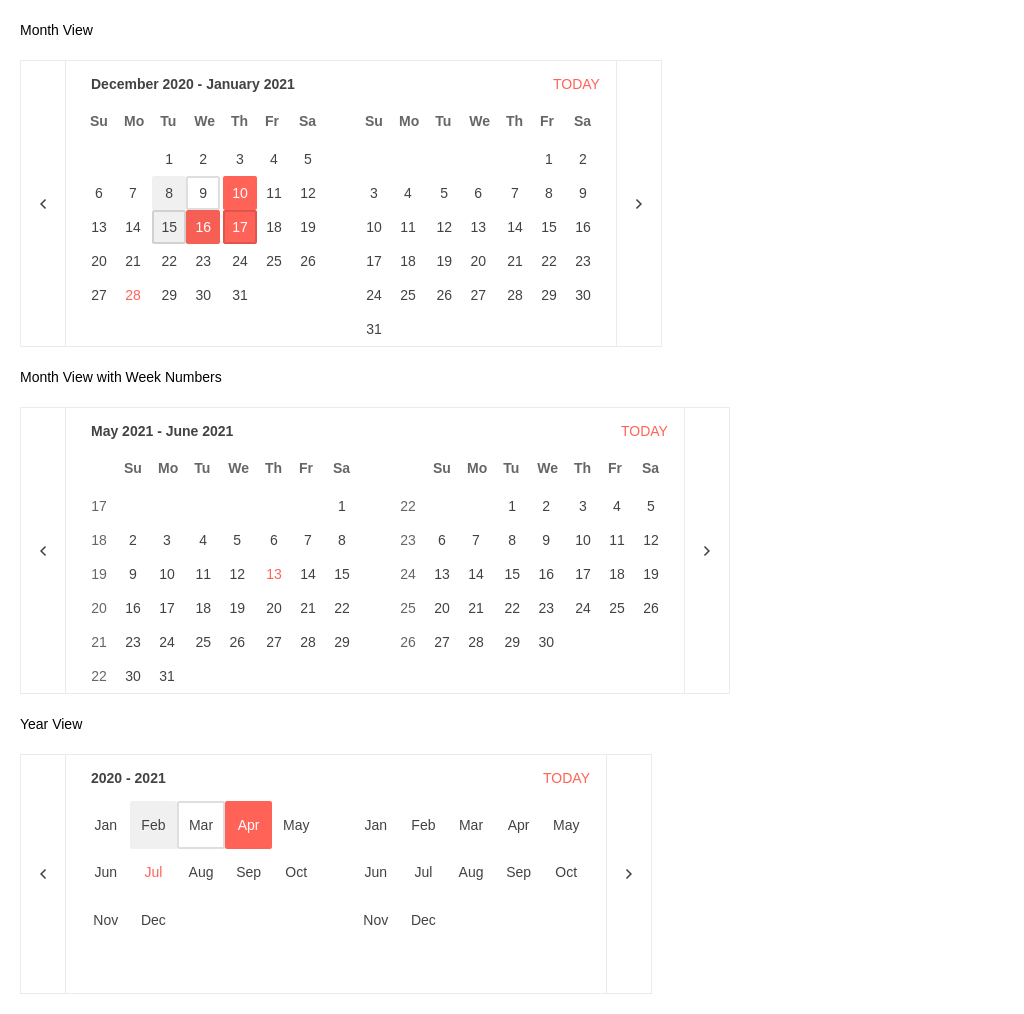 Month View
December 2020 - January 2021 TODAY
Su Mo Tu We Th Fr Sa Su Mo Tu We Th Fr Sa
1 2 3 4 5 1 2
6 7 8 9 10 11 12 3 4 5 6 7 8 9
13 14 15 16 17 18 19 10 11 12 13 14 15 16
20 21 22 23 24 25 26 17 18 19 20 21 22 23
27 28 29 30 31 24 25 26 27 28 29 30
31
Month View with Week Numbers
May 2021 - June 2021 TODAY
Su Mo Tu We Th Fr Sa Su Mo Tu We Th Fr Sa
17 1 22 1 2 3 4 5
18 2 3 4 5 6 7 8 23 6 7 8 9 10 11 12
19 9 10 11 12 13 14 15 24 13 14 15 16 17 18 19
20 16 17 18 19 20 21 22 25 20 21 22 23 24 25 26
21 23 24 25 26 27 28 29 26 27 28 29 30
22 30 31
Year View
2020 - 2021 TODAY
Jan Feb Mar Apr May Jan Feb Mar Apr May
Jun Jul Aug Sep Oct Jun Jul Aug Sep Oct
Nov Dec Nov Dec